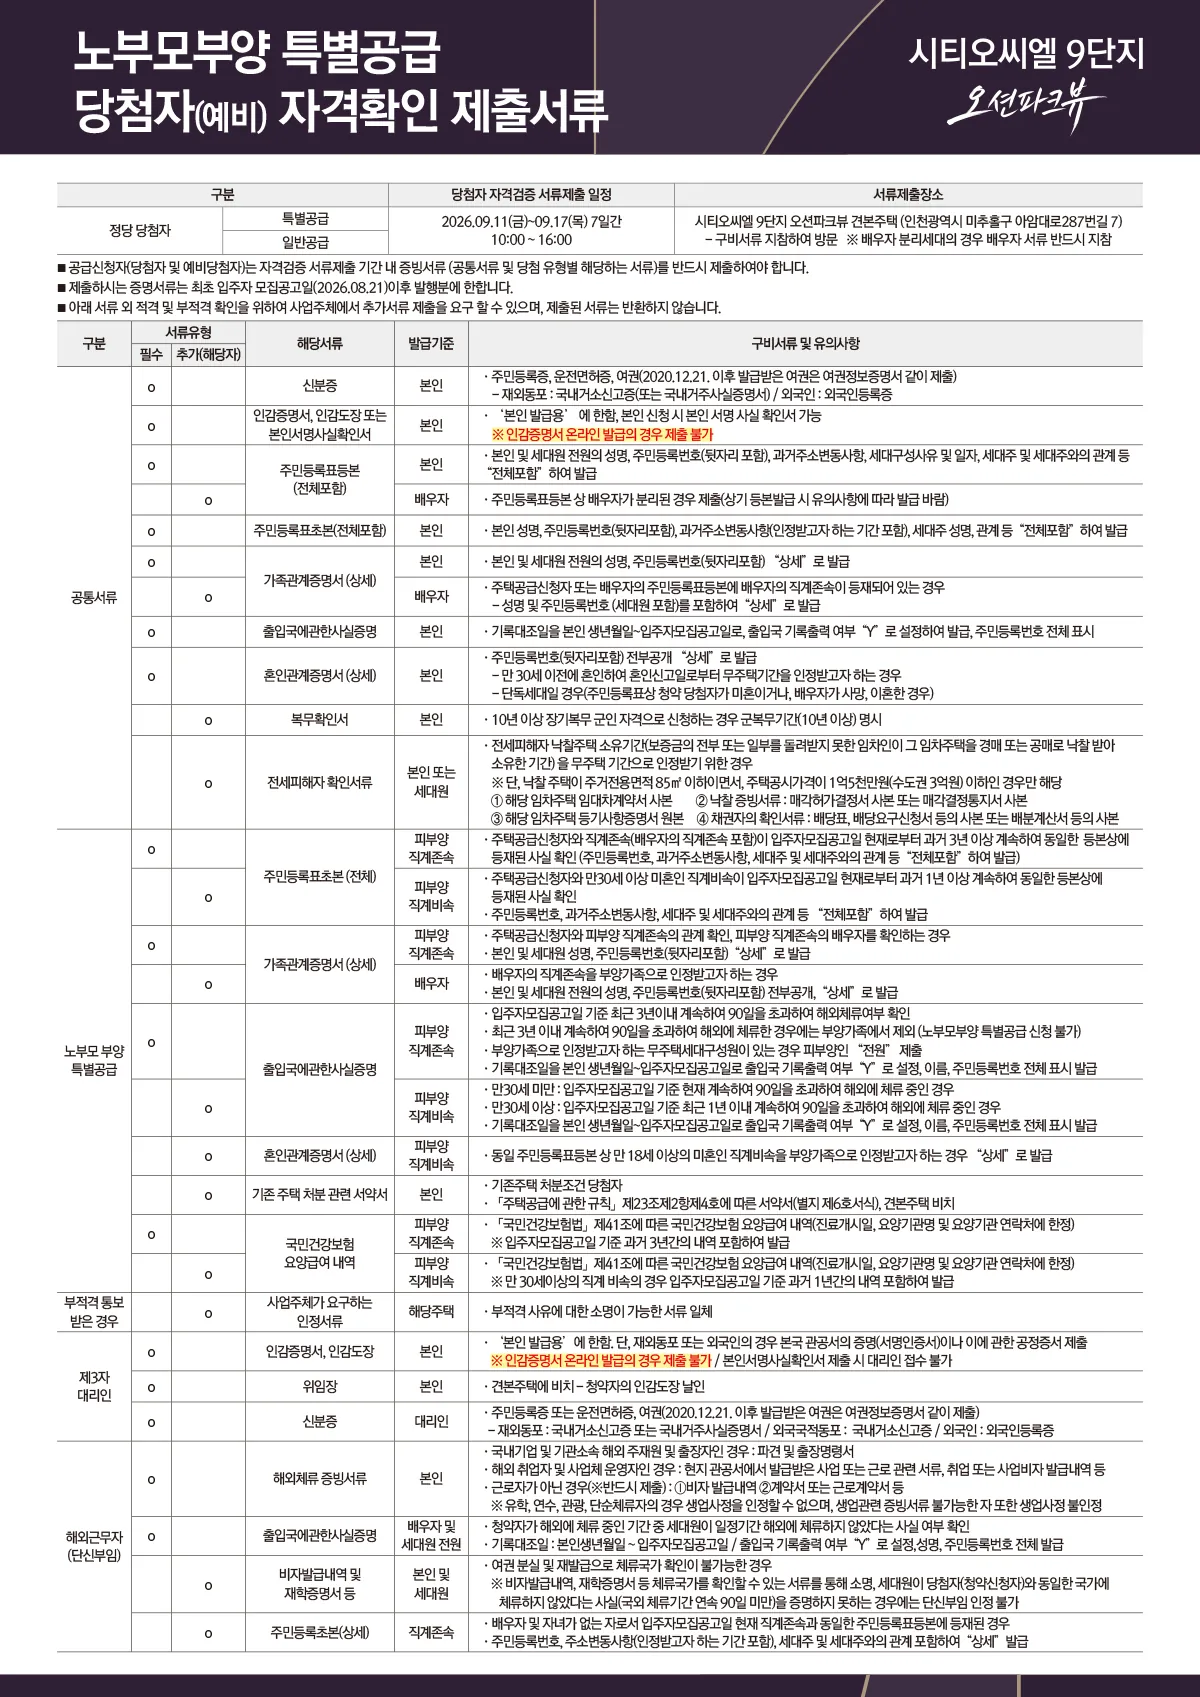 노부모부양 특별공급
당첨자(예비) 자격확인 제출서류
시티오씨엘 9단지
오션파크뷰
구분 당첨자 자격검증 서류제출 일정 서류제출장소
정당 당첨자 특별공급 일반공급
2026.09.11(금)~09.17(목) 7일간
10:00 ~ 16:00
시티오씨엘 9단지 오션파크뷰 견본주택 (인천광역시 미추홀구 아암대로287번길 7)
– 구비서류 지참하여 방문 ※ 배우자 분리세대의 경우 배우자 서류 반드시 지참
■ 공급신청자(당첨자 및 예비당첨자)는 자격검증 서류제출 기간 내 증빙서류 (공통서류 및 당첨 유형별 해당하는 서류)를 반드시 제출하여야 합니다.
■ 제출하시는 증명서류는 최초 입주자 모집공고일(2026.08.21)이후 발행분에 한합니다.
■ 아래 서류 외 적격 및 부적격 확인을 위하여 사업주체에서 추가서류 제출을 요구 할 수 있으며, 제출된 서류는 반환하지 않습니다.
구분 서류유형 해당서류 발급기준 구비서류 및 유의사항
필수 추가(해당자)
공통서류
o 신분증 본인
· 주민등록증, 운전면허증, 여권(2020.12.21. 이후 발급받은 여권은 여권정보증명서 같이 제출)
– 재외동포 : 국내거소신고증(또는 국내거주사실증명서) / 외국인 : 외국인등록증
o 인감증명서, 인감도장 또는 본인서명사실확인서 본인
· ‘본인 발급용’ 에 한함, 본인 신청 시 본인 서명 사실 확인서 가능
※ 인감증명서 온라인 발급의 경우 제출 불가
o 주민등록표등본 (전체포함) 본인
· 본인 및 세대원 전원의 성명, 주민등록번호(뒷자리 포함), 과거주소변동사항, 세대구성사유 및 일자, 세대주 및 세대주와의 관계 등
“전체포함” 하여 발급
o 배우자 · 주민등록표등본 상 배우자가 분리된 경우 제출(상기 등본발급 시 유의사항에 따라 발급 바람)
o 주민등록표초본(전체포함) 본인 · 본인 성명, 주민등록번호(뒷자리포함), 과거주소변동사항(인정받고자 하는 기간 포함), 세대주 성명, 관계 등 “전체포함” 하여 발급
o 가족관계증명서 (상세) 본인 · 본인 및 세대원 전원의 성명, 주민등록번호(뒷자리포함) “상세” 로 발급
o 배우자 · 주택공급신청자 또는 배우자의 주민등록표등본에 배우자의 직계존속이 등재되어 있는 경우
– 성명 및 주민등록번호 (세대원 포함)를 포함하여 “상세” 로 발급
o 출입국에관한사실증명 본인 · 기록대조일을 본인 생년월일~입주자모집공고일로, 출입국 기록출력 여부 “Y” 로 설정하여 발급, 주민등록번호 전체 표시
o 혼인관계증명서 (상세) 본인
· 주민등록번호(뒷자리포함) 전부공개 “상세” 로 발급
– 만 30세 이전에 혼인하여 혼인신고일로부터 무주택기간을 인정받고자 하는 경우
– 단독세대일 경우(주민등록표상 청약 당첨자가 미혼이거나, 배우자가 사망, 이혼한 경우)
o 복무확인서 본인 · 10년 이상 장기복무 군인 자격으로 신청하는 경우 군복무기간(10년 이상) 명시
o 전세피해자 확인서류 본인 또는 세대원
· 전세피해자 낙찰주택 소유기간(보증금의 전부 또는 일부를 돌려받지 못한 임차인이 그 임차주택을 경매 또는 공매로 낙찰 받아
소유한 기간) 을 무주택 기간으로 인정받기 위한 경우
※ 단, 낙찰 주택이 주거전용면적 85㎡ 이하이면서, 주택공시가격이 1억5천만원(수도권 3억원) 이하인 경우만 해당
① 해당 임차주택 임대차계약서 사본 ② 낙찰 증빙서류 : 매각허가결정서 사본 또는 매각결정통지서 사본
③ 해당 임차주택 등기사항증명서 원본 ④ 채권자의 확인서류 : 배당표, 배당요구신청서 등의 사본 또는 배분계산서 등의 사본
노부모 부양 특별공급
o 주민등록표초본 (전체) 피부양 직계존속
· 주택공급신청자와 직계존속(배우자의 직계존속 포함)이 입주자모집공고일 현재로부터 과거 3년 이상 계속하여 동일한 등본상에
등재된 사실 확인 (주민등록번호, 과거주소변동사항, 세대주 및 세대주와의 관계 등 “전체포함” 하여 발급)
o 피부양 직계비속
· 주택공급신청자와 만30세 이상 미혼인 직계비속이 입주자모집공고일 현재로부터 과거 1년 이상 계속하여 동일한 등본상에
등재된 사실 확인
· 주민등록번호, 과거주소변동사항, 세대주 및 세대주와의 관계 등 “전체포함” 하여 발급
o 가족관계증명서 (상세) 피부양 직계존속
· 주택공급신청자와 피부양 직계존속의 관계 확인, 피부양 직계존속의 배우자를 확인하는 경우
· 본인 및 세대원 성명, 주민등록번호(뒷자리포함) “상세” 로 발급
o 배우자
· 배우자의 직계존속을 부양가족으로 인정받고자 하는 경우
· 본인 및 세대원 전원의 성명, 주민등록번호(뒷자리포함) 전부공개, “상세” 로 발급
o 출입국에관한사실증명 피부양 직계존속
· 입주자모집공고일 기준 최근 3년이내 계속하여 90일을 초과하여 해외체류여부 확인
· 최근 3년 이내 계속하여 90일을 초과하여 해외에 체류한 경우에는 부양가족에서 제외 (노부모부양 특별공급 신청 불가)
· 부양가족으로 인정받고자 하는 무주택세대구성원이 있는 경우 피부양인 “전원” 제출
· 기록대조일을 본인 생년월일~입주자모집공고일로 출입국 기록출력 여부 “Y” 로 설정, 이름, 주민등록번호 전체 표시 발급
o 피부양 직계비속
· 만30세 미만 : 입주자모집공고일 기준 현재 계속하여 90일을 초과하여 해외에 체류 중인 경우
· 만30세 이상 : 입주자모집공고일 기준 최근 1년 이내 계속하여 90일을 초과하여 해외에 체류 중인 경우
· 기록대조일을 본인 생년월일~입주자모집공고일로 출입국 기록출력 여부 “Y” 로 설정, 이름, 주민등록번호 전체 표시 발급
o 혼인관계증명서 (상세) 피부양 직계비속 · 동일 주민등록표등본 상 만 18세 이상의 미혼인 직계비속을 부양가족으로 인정받고자 하는 경우 “상세” 로 발급
o 기존 주택 처분 관련 서약서 본인
· 기존주택 처분조건 당첨자
· 「주택공급에 관한 규칙」 제23조제2항제4호에 따른 서약서(별지 제6호서식), 견본주택 비치
o 국민건강보험 요양급여 내역 피부양 직계존속
· 「국민건강보험법」 제41조에 따른 국민건강보험 요양급여 내역(진료개시일, 요양기관명 및 요양기관 연락처에 한정)
※ 입주자모집공고일 기준 과거 3년간의 내역 포함하여 발급
o 피부양 직계비속
· 「국민건강보험법」 제41조에 따른 국민건강보험 요양급여 내역(진료개시일, 요양기관명 및 요양기관 연락처에 한정)
※ 만 30세이상의 직계 비속의 경우 입주자모집공고일 기준 과거 1년간의 내역 포함하여 발급
부적격 통보 받은 경우
o 사업주체가 요구하는 인정서류 해당주택 · 부적격 사유에 대한 소명이 가능한 서류 일체
제3자 대리인
o 인감증명서, 인감도장 본인
· ‘본인 발급용’ 에 한함. 단, 재외동포 또는 외국인의 경우 본국 관공서의 증명(서명인증서)이나 이에 관한 공정증서 제출
※ 인감증명서 온라인 발급의 경우 제출 불가 / 본인서명사실확인서 제출 시 대리인 접수 불가
o 위임장 본인 · 견본주택에 비치 – 청약자의 인감도장 날인
o 신분증 대리인
· 주민등록증 또는 운전면허증, 여권(2020.12.21. 이후 발급받은 여권은 여권정보증명서 같이 제출)
– 재외동포 : 국내거소신고증 또는 국내거주사실증명서 / 외국국적동포 : 국내거소신고증 / 외국인 : 외국인등록증
해외근무자 (단신부임)
o 해외체류 증빙서류 본인
· 국내기업 및 기관소속 해외 주재원 및 출장자인 경우 : 파견 및 출장명령서
· 해외 취업자 및 사업체 운영자인 경우 : 현지 관공서에서 발급받은 사업 또는 근로 관련 서류, 취업 또는 사업비자 발급내역 등
· 근로자가 아닌 경우(※반드시 제출) : ①비자 발급내역 ②계약서 또는 근로계약서 등
※ 유학, 연수, 관광, 단순체류자의 경우 생업사정을 인정할 수 없으며, 생업관련 증빙서류 불가능한 자 또한 생업사정 불인정
o 출입국에관한사실증명 배우자 및 세대원 전원
· 청약자가 해외에 체류 중인 기간 중 세대원이 일정기간 해외에 체류하지 않았다는 사실 여부 확인
· 기록대조일 : 본인생년월일 ~ 입주자모집공고일 / 출입국 기록출력 여부 “Y” 로 설정,성명, 주민등록번호 전체 발급
o 비자발급내역 및 재학증명서 등 본인 및 세대원
· 여권 분실 및 재발급으로 체류국가 확인이 불가능한 경우
※ 비자발급내역, 재학증명서 등 체류국가를 확인할 수 있는 서류를 통해 소명, 세대원이 당첨자(청약신청자)와 동일한 국가에
체류하지 않았다는 사실(국외 체류기간 연속 90일 미만)을 증명하지 못하는 경우에는 단신부임 인정 불가
o 주민등록초본(상세) 직계존속
· 배우자 및 자녀가 없는 자로서 입주자모집공고일 현재 직계존속과 동일한 주민등록표등본에 등재된 경우
· 주민등록번호, 주소변동사항(인정받고자 하는 기간 포함), 세대주 및 세대주와의 관계 포함하여 “상세” 발급